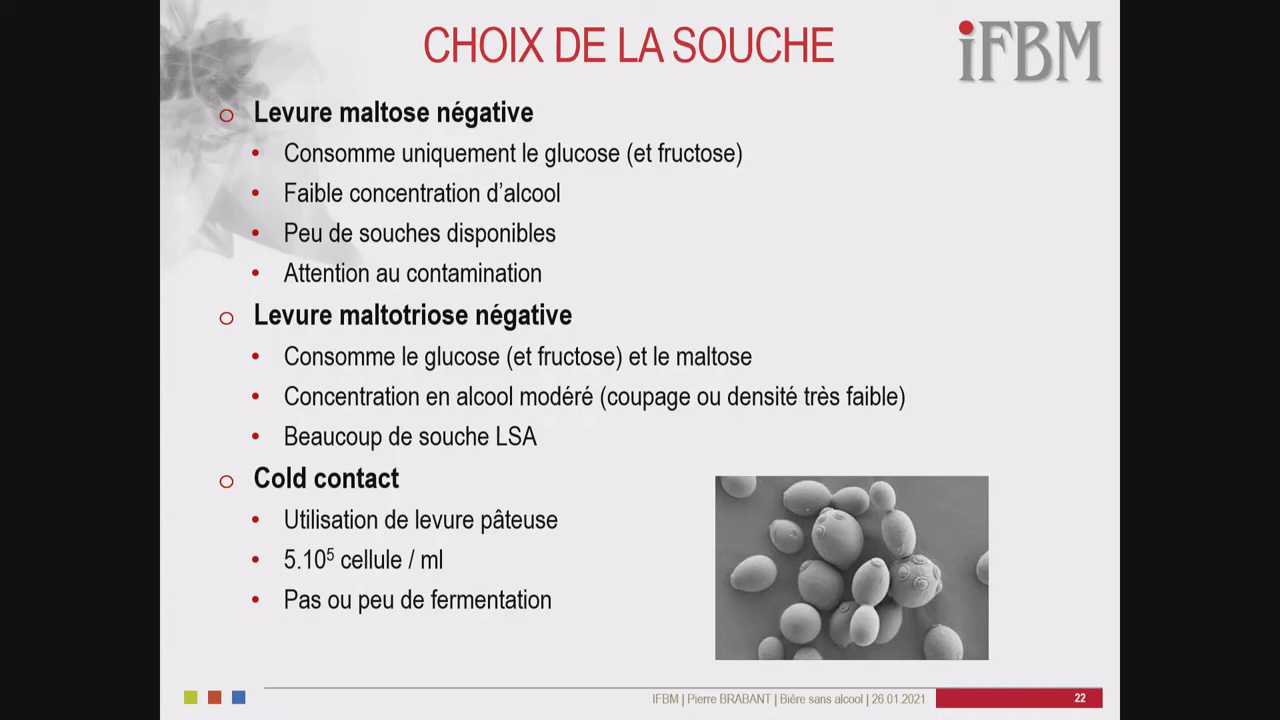 CHOIX DE LA SOUCHE
iFBM
o Levure maltose négative
• Consomme uniquement le glucose (et fructose)
• Faible concentration d'alcool
• Peu de souches disponibles
• Attention au contamination
o Levure maltotriose négative
• Consomme le glucose (et fructose) et le maltose
• Concentration en alcool modéré (coupage ou densité très faible)
• Beaucoup de souche LSA
o Cold contact
• Utilisation de levure pâteuse
• 5.10⁵ cellule / ml
• Pas ou peu de fermentation
IFBM | Pierre BRABANT | Bière sans alcool | 26.01.2021
22